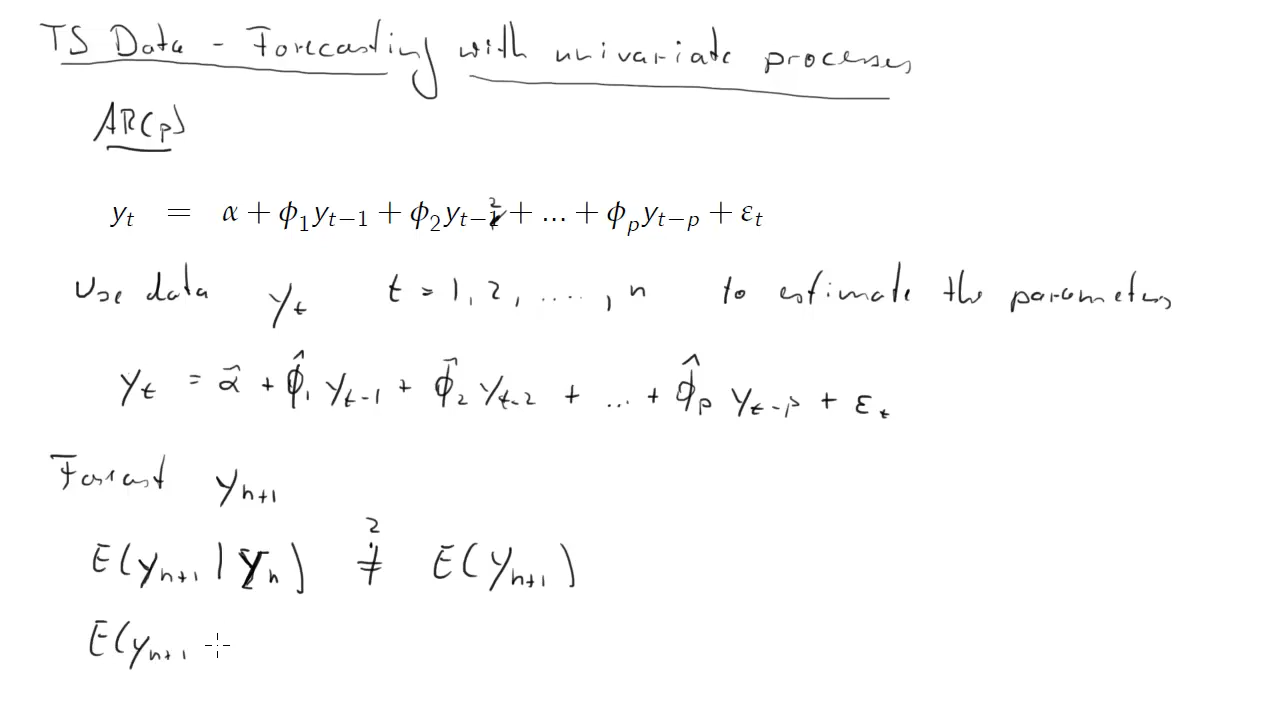 TS Data - Forecasting with univariate processes
AR(p)
yₜ = α + ϕ₁yₜ₋₁ + ϕ₂yₜ₋₂ + ... + ϕₚyₜ₋ₚ + εₜ
Use data yₜ t = 1, 2, ...., n to estimate the parameters
yₜ = α̂ + ϕ̂₁ yₜ₋₁ + ϕ̂₂ yₜ₋₂ + ... + ϕ̂ₚ yₜ₋ₚ + εₜ
Forecast yₙ₊₁
E(yₙ₊₁ | Yₙ) ≠ E(yₙ₊₁)
E(yₙ₊₁